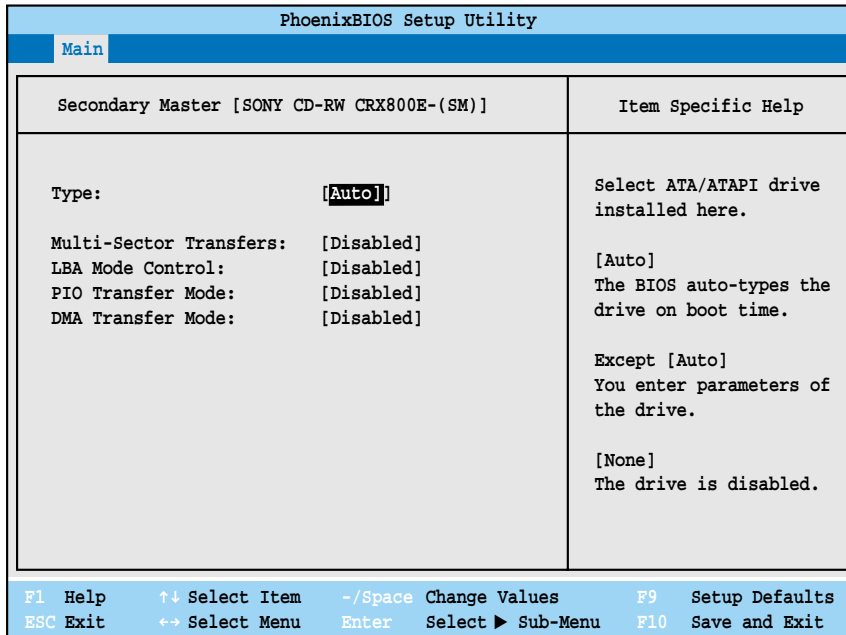 PhoenixBIOS Setup Utility
Main
Secondary Master [SONY CD-RW CRX800E-(SM)]
Item Specific Help
Type: [Auto]]
Multi-Sector Transfers: [Disabled]
LBA Mode Control: [Disabled]
PIO Transfer Mode: [Disabled]
DMA Transfer Mode: [Disabled]
Select ATA/ATAPI drive
installed here.
[Auto]
The BIOS auto-types the
drive on boot time.
Except [Auto]
You enter parameters of
the drive.
[None]
The drive is disabled.
F1 Help ↑↓ Select Item -/Space Change Values F9 Setup Defaults
ESC Exit ←→ Select Menu Enter Select ▶ Sub-Menu F10 Save and Exit